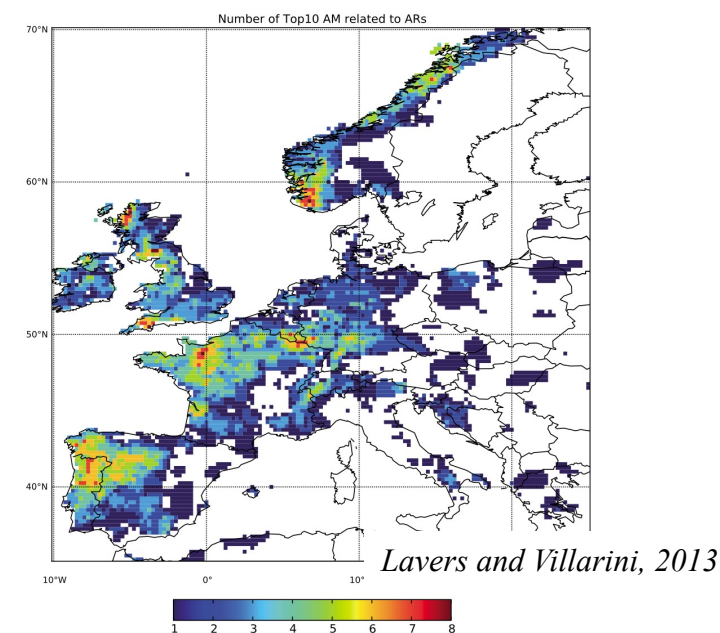 Number of Top10 AM related to ARs
70°N
60°N
50°N
40°N
Lavers and Villarini, 2013
10°W 0° 10°
1 2 3 4 5 6 7 8